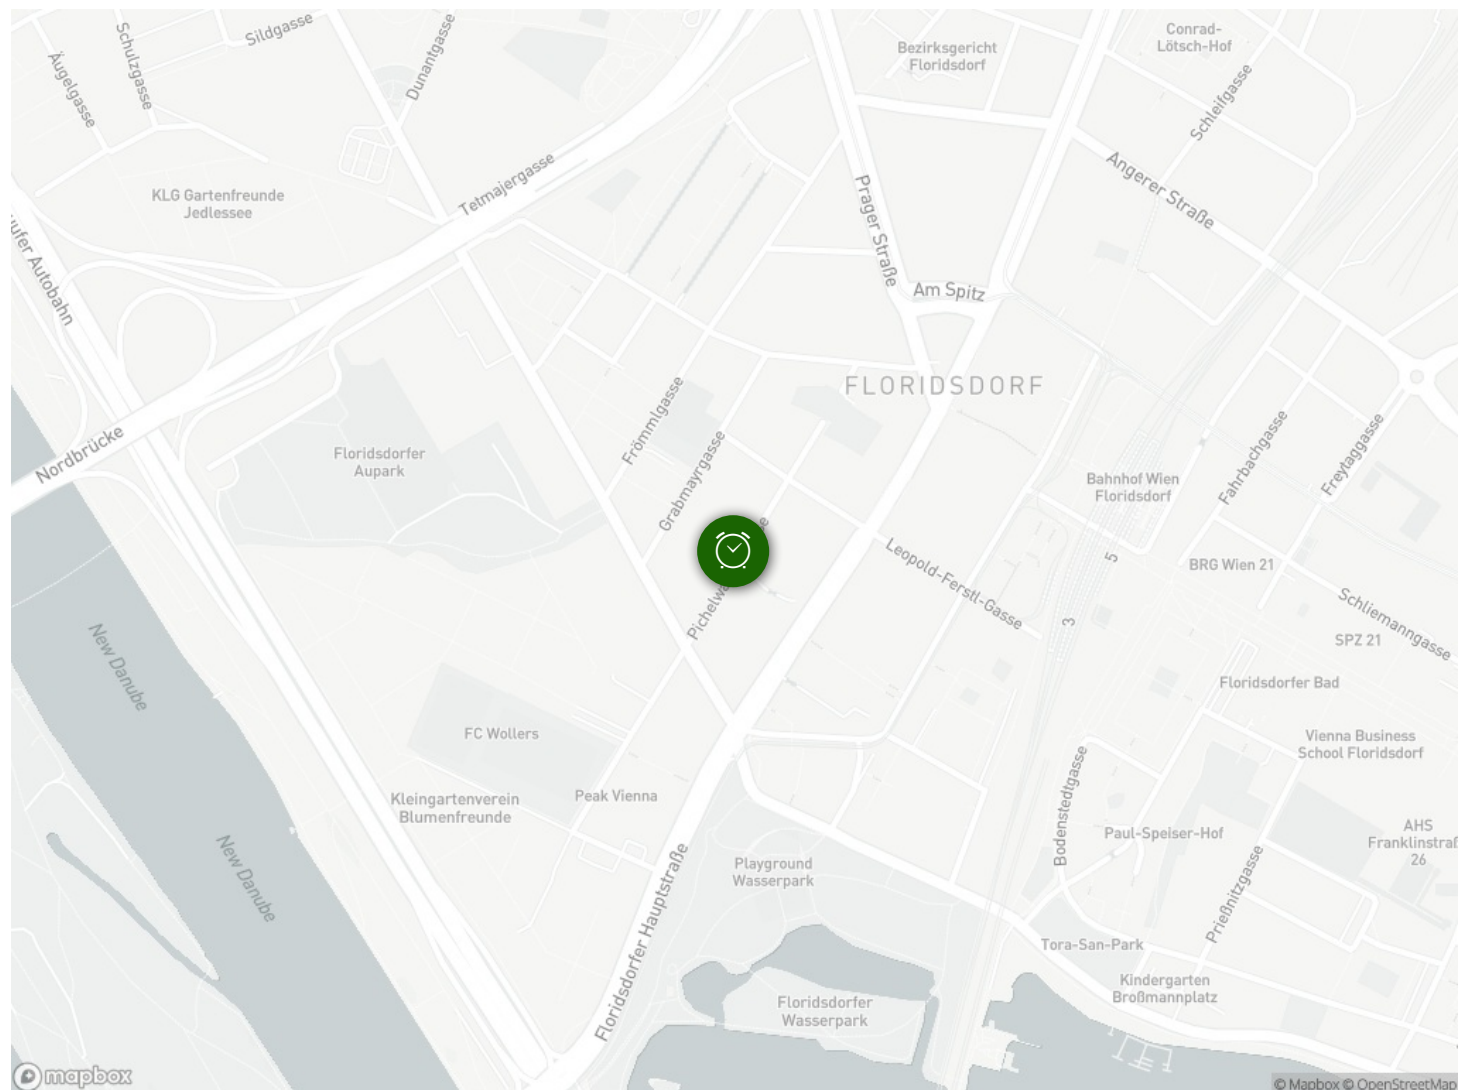 Sildgasse
Schulzgasse
Äugelgasse
Dunantgasse
Bezirksgericht
Floridsdorf
Conrad-
Lötsch-Hof
Schleifgasse
KLG Gartenfreunde
Jedlessee
Tetmajergasse
Prager Straße
Angerer Straße
ufer Autobahn
Am Spitz
FLORIDSDORF
Frömmlgasse
Grabmayrgasse
Nordbrücke
Floridsdorfer
Aupark
Bahnhof Wien
Floridsdorf
Fahrbachgasse
Freytaggasse
Leopold-Ferstl-Gasse
5
3
BRG Wien 21
Schliemanngasse
SPZ 21
New Danube
Floridsdorfer Bad
FC Wollers
Vienna Business
School Floridsdorf
Kleingartenverein
Blumenfreunde
Peak Vienna
Bodenstedtgasse
Paul-Speiser-Hof
AHS
Franklinstraß
26
Playground
Wasserpark
New Danube
Floridsdorfer Hauptstraße
Prießnitzgasse
Tora-San-Park
Kindergarten
Broßmannplatz
Floridsdorfer
Wasserpark
mapbox
© Mapbox © OpenStreetMap